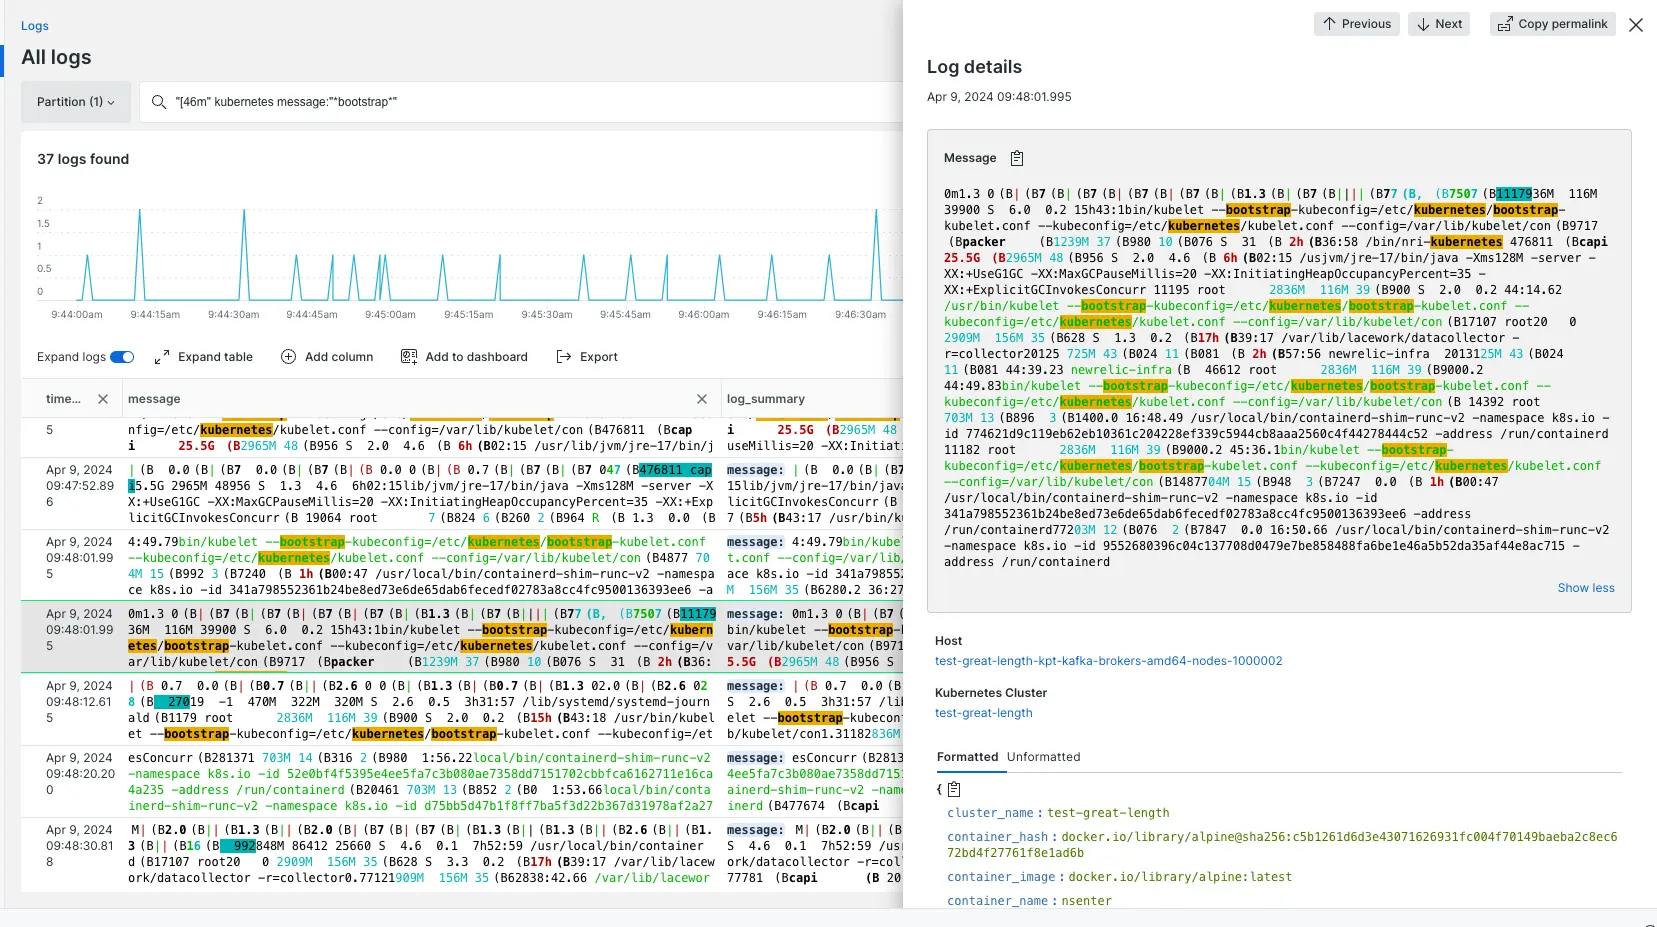 Logs
All logs
Partition (1)
"[46m" kubernetes message:"*bootstrap*"
37 logs found
2
1.5
1
0.5
0
9:44:00am 9:44:15am 9:44:30am 9:44:45am 9:45:00am 9:45:15am 9:45:30am 9:45:45am 9:46:00am 9:46:15am 9:46:30am
Expand logs Expand table Add column Add to dashboard Export
time... message log_summary
5
nfig=/etc/kubernetes/kubelet.conf --config=/var/lib/kubelet/con (B476811 (Bcap
i 25.5G (B2965M 48 (B956 S 2.0 4.6 (B 6h (B02:15 /usr/lib/jvm/jre-17/bin/j
i 25.5G (B2965M 48
useMillis=20 -XX:Initiati
Apr 9, 2024
09:47:52.89
6
| (B 0.0 (B| (B7 0.0 (B| (B7 (B| (B 0.0 0 (B| (B 0.7 (B| (B7 (B| (B7 047 (B476811 cap
i5.5G 2965M 48956 S 1.3 4.6 6h02:15lib/jvm/jre-17/bin/java -Xms128M -server -X
X:+UseG1GC -XX:MaxGCPauseMillis=20 -XX:InitiatingHeapOccupancyPercent=35 -XX:+Exp
licitGCInvokesConcurr (B 19064 root 7 (B824 6 (B260 2 (B964 R (B 1.3 0.0 (B
message: | (B 0.0 (B| (B7
15lib/jvm/jre-17/bin/java
licitGCInvokesConcurr (B
7 (B5h (B43:17 /usr/bin/ku
Apr 9, 2024
09:48:01.99
5
4:49.79bin/kubelet --bootstrap-kubeconfig=/etc/kubernetes/bootstrap-kubelet.conf
--kubeconfig=/etc/kubernetes/kubelet.conf --config=/var/lib/kubelet/con (B4877 70
4M 15 (B992 3 (B7240 (B 1h (B00:47 /usr/local/bin/containerd-shim-runc-v2 -namespa
ce k8s.io -id 341a798552361b24be8ed73e6de65dab6fecedf02783a8cc4fc9500136393ee6 -a
message: 4:49.79bin/kubel
t.conf --kubeconfig=/var/lib
ace k8s.io -id 341a798552
M 156M 35 (B6280.2 36:27
Apr 9, 2024
09:48:01.99
5
0m1.3 0 (B| (B7 (B| (B7 (B| (B7 (B| (B7 (B| (B1.3 (B| (B7 (B|||| (B77 (B, (B7507 (B11179
36M 116M 39900 S 6.0 0.2 15h43:1bin/kubelet --bootstrap-kubeconfig=/etc/kubern
etes/bootstrap-kubelet.conf --kubeconfig=/etc/kubernetes/kubelet.conf --config=/v
ar/lib/kubelet/con (B9717 (Bpacker (B1239M 37 (B980 10 (B076 S 31 (B 2h (B36:
message: 0m1.3 0 (B| (B7 (
bin/kubelet --bootstrap-k
ar/lib/kubelet/con (B971
5.5G (B2965M 48 (B956 S
Apr 9, 2024
09:48:12.61
5
| (B 0.7 0.0 (B| (B0.7 (B|| (B2.6 0 0 (B| (B1.3 (B| (B0.7 (B| (B1.3 02.0 (B| (B2.6 02
8 (B 27019 -1 470M 322M 320M S 2.6 0.5 3h31:57 /lib/systemd/systemd-journ
ald (B1179 root 2836M 116M 39 (B900 S 2.0 0.2 (B15h (B43:18 /usr/bin/kubel
et --bootstrap-kubeconfig=/etc/kubernetes/bootstrap-kubelet.conf --kubeconfig=/et
message: | (B 0.7 0.0 (B
S 2.6 0.5 3h31:57 /lib/
elet --bootstrap-kubeconf
b/kubelet/con1.31182836M
Apr 9, 2024
09:48:20.20
0
esConcurr (B281371 703M 14 (B316 2 (B980 1:56.22local/bin/containerd-shim-runc-v2
-namespace k8s.io -id 52e0bf4f5395e4ee5fa7c3b080ae7358dd7151702cbbfca6162711e16ca
4a235 -address /run/containerd (B20461 703M 13 (B852 2 (B0 1:53.66local/bin/conta
inerd-shim-runc-v2 -namespace k8s.io -id d75bb5d47b1f8ff7ba5f3d22b367d31978af2a27
message: esConcurr (B2813
4ee5fa7c3b080ae7358dd7151
ainerd-shim-runc-v2 -name
inerd (B477674 (Bcapi
Apr 9, 2024
09:48:30.81
8
M| (B2.0 (B|| (B1.3 (B|| (B2.0 (B| (B7 (B| (B7 (B| (B1.3 (B|| (B1.3 (B|| (B2.6 (B|| (B1.
3 (B|| (B16 (B 992848M 86412 25660 S 4.6 0.1 7h52:59 /usr/local/bin/container
d (B17107 root20 0 2909M 156M 35 (B628 S 3.3 0.2 (B17h (B39:17 /var/lib/lacew
ork/datacollector -r=collector0.77121909M 156M 35 (B62838:42.66 /var/lib/lacewor
message: M| (B2.0 (B|| (B
S 4.6 0.1 7h52:59 /usr/
ork/datacollector -r=coll
77781 (Bcapi (B 20
Previous Next Copy permalink
Log details
Apr 9, 2024 09:48:01.995
Message
0m1.3 0 (B| (B7 (B| (B7 (B| (B7 (B| (B7 (B| (B1.3 (B| (B7 (B|||| (B77 (B, (B7507 (B1117936M 116M
39900 S 6.0 0.2 15h43:1bin/kubelet --bootstrap-kubeconfig=/etc/kubernetes/bootstrap-
kubelet.conf --kubeconfig=/etc/kubernetes/kubelet.conf --config=/var/lib/kubelet/con (B9717
(Bpacker (B1239M 37 (B980 10 (B076 S 31 (B 2h (B36:58 /bin/nri-kubernetes 476811 (Bcapi
25.5G (B2965M 48 (B956 S 2.0 4.6 (B 6h (B02:15 /usjvm/jre-17/bin/java -Xms128M -server -
XX:+UseG1GC -XX:MaxGCPauseMillis=20 -XX:InitiatingHeapOccupancyPercent=35 -
XX:+ExplicitGCInvokesConcurr 11195 root 2836M 116M 39 (B900 S 2.0 0.2 44:14.62
/usr/bin/kubelet --bootstrap-kubeconfig=/etc/kubernetes/bootstrap-kubelet.conf --
kubeconfig=/etc/kubernetes/kubelet.conf --config=/var/lib/kubelet/con (B17107 root20 0
2909M 156M 35 (B628 S 1.3 0.2 (B17h (B39:17 /var/lib/lacework/datacollector -
r=collector20125 725M 43 (B024 11 (B081 (B 2h (B57:56 newrelic-infra 2013125M 43 (B024
11 (B081 44:39.23 newrelic-infra (B 46612 root 2836M 116M 39 (B9000.2
44:49.83bin/kubelet --bootstrap-kubeconfig=/etc/kubernetes/bootstrap-kubelet.conf --
kubeconfig=/etc/kubernetes/kubelet.conf --config=/var/lib/kubelet/con (B 14392 root
703M 13 (B896 3 (B1400.0 16:48.49 /usr/local/bin/containerd-shim-runc-v2 -namespace k8s.io -
id 774621d9c119eb62eb10361c204228ef339c5944cb8aaa2560c4f44278444c52 -address /run/containerd
11182 root 2836M 116M 39 (B9000.2 45:36.1bin/kubelet --bootstrap-
kubeconfig=/etc/kubernetes/bootstrap-kubelet.conf --kubeconfig=/etc/kubernetes/kubelet.conf
--config=/var/lib/kubelet/con (B1487704M 15 (B948 3 (B7247 0.0 (B 1h (B00:47
/usr/local/bin/containerd-shim-runc-v2 -namespace k8s.io -id
341a798552361b24be8ed73e6de65dab6fecedf02783a8cc4fc9500136393ee6 -address
/run/containerd77203M 12 (B076 2 (B7847 0.0 16:50.66 /usr/local/bin/containerd-shim-runc-v2
-namespace k8s.io -id 9552680396c04c137708d0479e7be858488fa6be1e46a5b52da35af44e8ac715 -
address /run/containerd
Show less
Host
test-great-length-kpt-kafka-brokers-amd64-nodes-1000002
Kubernetes Cluster
test-great-length
Formatted Unformatted
{
cluster_name : test-great-length
container_hash : docker.io/library/alpine@sha256:c5b1261d6d3e43071626931fc004f70149baeba2c8ec6
72bd4f27761f8e1ad6b
container_image : docker.io/library/alpine:latest
container_name : nsenter